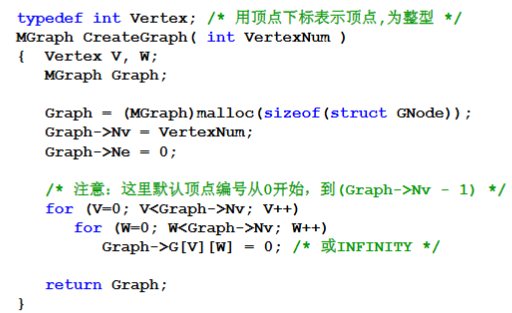 typedef int Vertex; /* 用顶点下标表示顶点,为整型 */
MGraph CreateGraph( int VertexNum )
{ Vertex V, W;
MGraph Graph;
Graph = (MGraph)malloc(sizeof(struct GNode));
Graph->Nv = VertexNum;
Graph->Ne = 0;
/* 注意: 这里默认顶点编号从0开始, 到(Graph->Nv - 1) */
for (V=0; V<Graph->Nv; V++)
for (W=0; W<Graph->Nv; W++)
Graph->G[V][W] = 0; /* 或INFINITY */
return Graph;
}